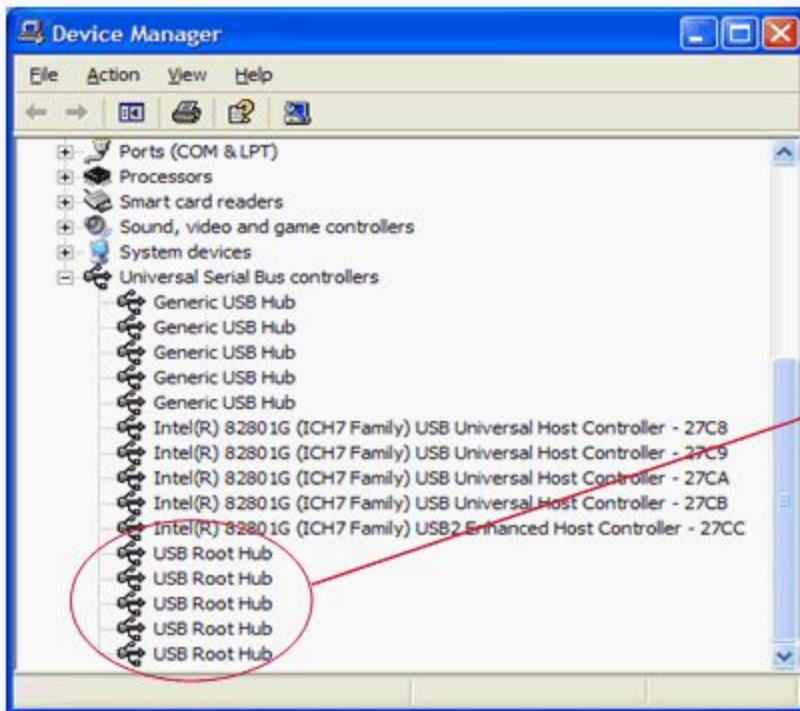 Device Manager
File Action View Help
Ports (COM & LPT)
Processors
Smart card readers
Sound, video and game controllers
System devices
Universal Serial Bus controllers
Generic USB Hub
Generic USB Hub
Generic USB Hub
Generic USB Hub
Generic USB Hub
Intel(R) 82801G (ICH7 Family) USB Universal Host Controller - 27C8
Intel(R) 82801G (ICH7 Family) USB Universal Host Controller - 27C9
Intel(R) 82801G (ICH7 Family) USB Universal Host Controller - 27CA
Intel(R) 82801G (ICH7 Family) USB Universal Host Controller - 27CB
Intel(R) 82801G (ICH7 Family) USB2 Enhanced Host Controller - 27CC
USB Root Hub
USB Root Hub
USB Root Hub
USB Root Hub
USB Root Hub